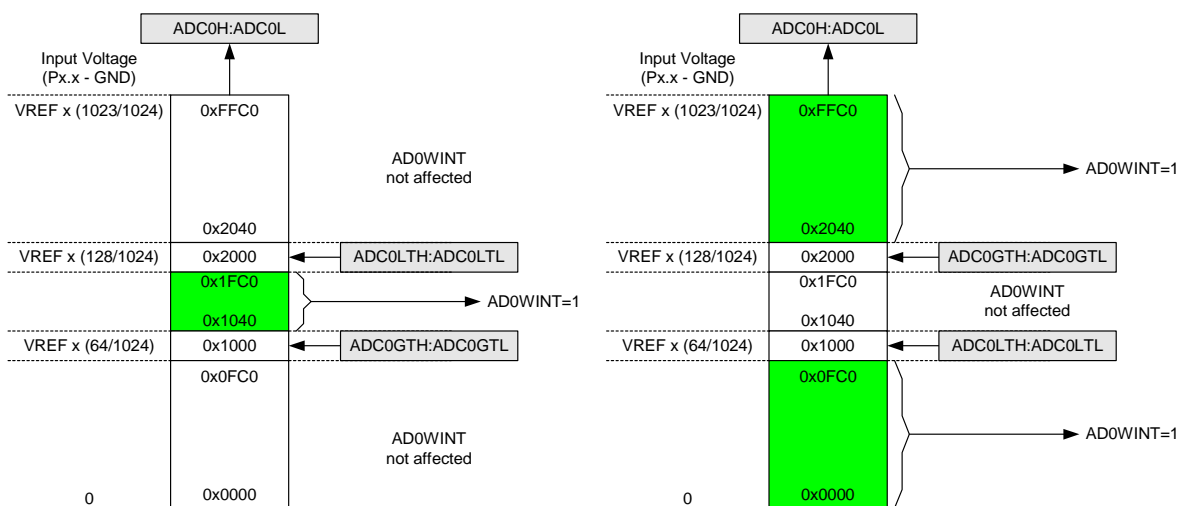 ADC0H:ADC0L
Input Voltage
(Px.x - GND)
VREF x (1023/1024)
0xFFC0
AD0WINT
not affected
0x2040
VREF x (128/1024)
0x2000
ADC0LTH:ADC0LTL
0x1FC0
AD0WINT=1
0x1040
VREF x (64/1024)
0x1000
ADC0GTH:ADC0GTL
0x0FC0
AD0WINT
not affected
0
0x0000
ADC0H:ADC0L
Input Voltage
(Px.x - GND)
VREF x (1023/1024)
0xFFC0
AD0WINT=1
0x2040
VREF x (128/1024)
0x2000
ADC0GTH:ADC0GTL
0x1FC0
AD0WINT
not affected
0x1040
VREF x (64/1024)
0x1000
ADC0LTH:ADC0LTL
0x0FC0
AD0WINT=1
0
0x0000